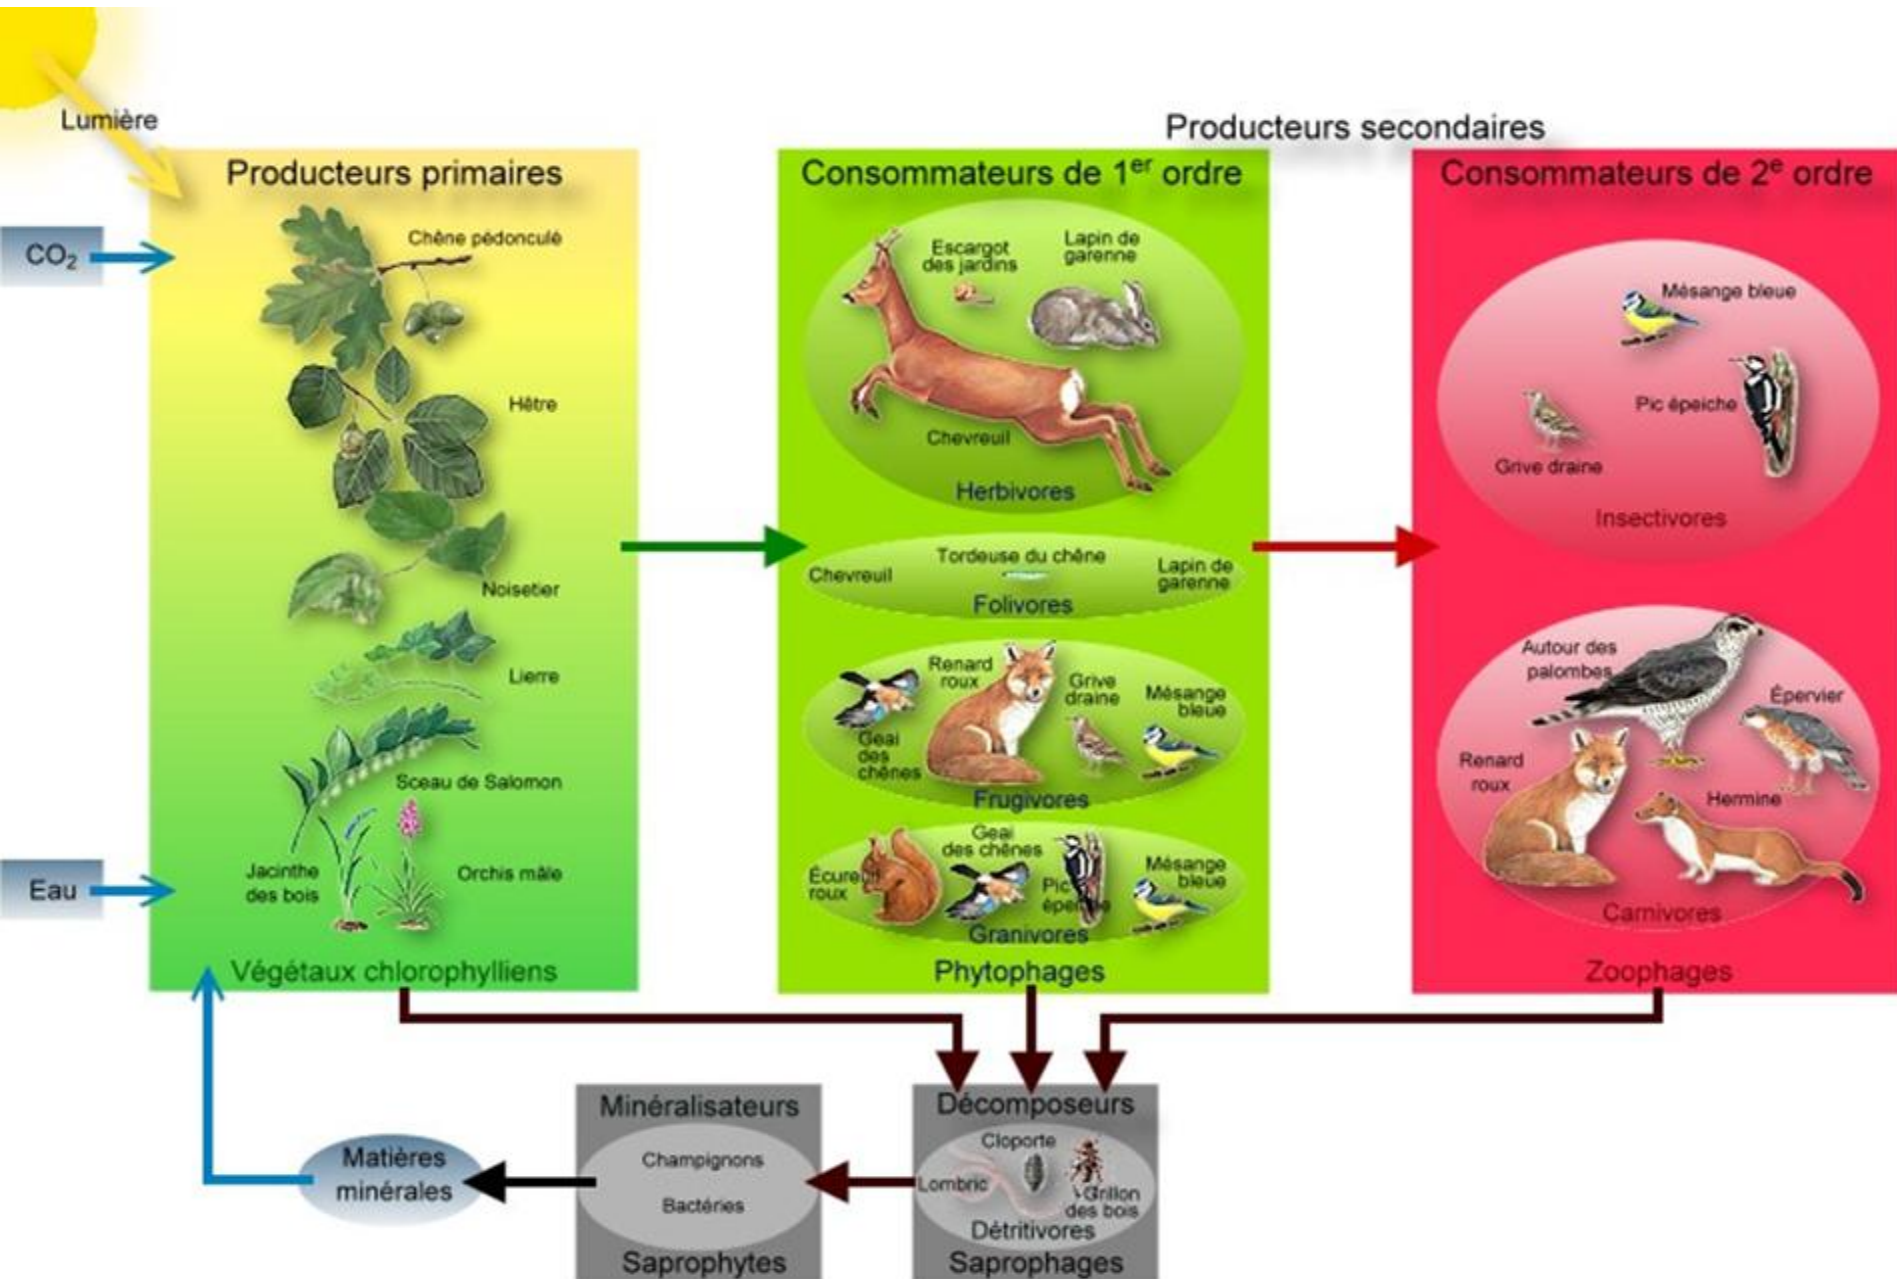 Lumière
CO₂
Eau
Producteurs primaires
Chêne pédonculé
Hêtre
Noisetier
Lierre
Sceau de Salomon
Jacinthe
des bois
Orchis mâle
Végétaux chlorophylliens
Producteurs secondaires
Consommateurs de 1er ordre
Escargot
des jardins
Lapin de
garenne
Chevreuil
Herbivores
Chevreuil
Tordeuse du chêne
Lapin de
garenne
Folivores
Geai
des
chênes
Renard
roux
Grive
draine
Mésange
bleue
Frugivores
Écureuil
roux
Geai
des chênes
Pic
épeiche
Mésange
bleue
Granivores
Phytophages
Consommateurs de 2e ordre
Mésange bleue
Pic épeiche
Grive draine
Insectivores
Autour des
palombes
Épervier
Renard
roux
Hermine
Carnivores
Zoophages
Décomposeurs
Cloporte
Lombric
Grillon
des bois
Détritivores
Saprophages
Minéralisateurs
Champignons
Bactéries
Saprophytes
Matières
minérales